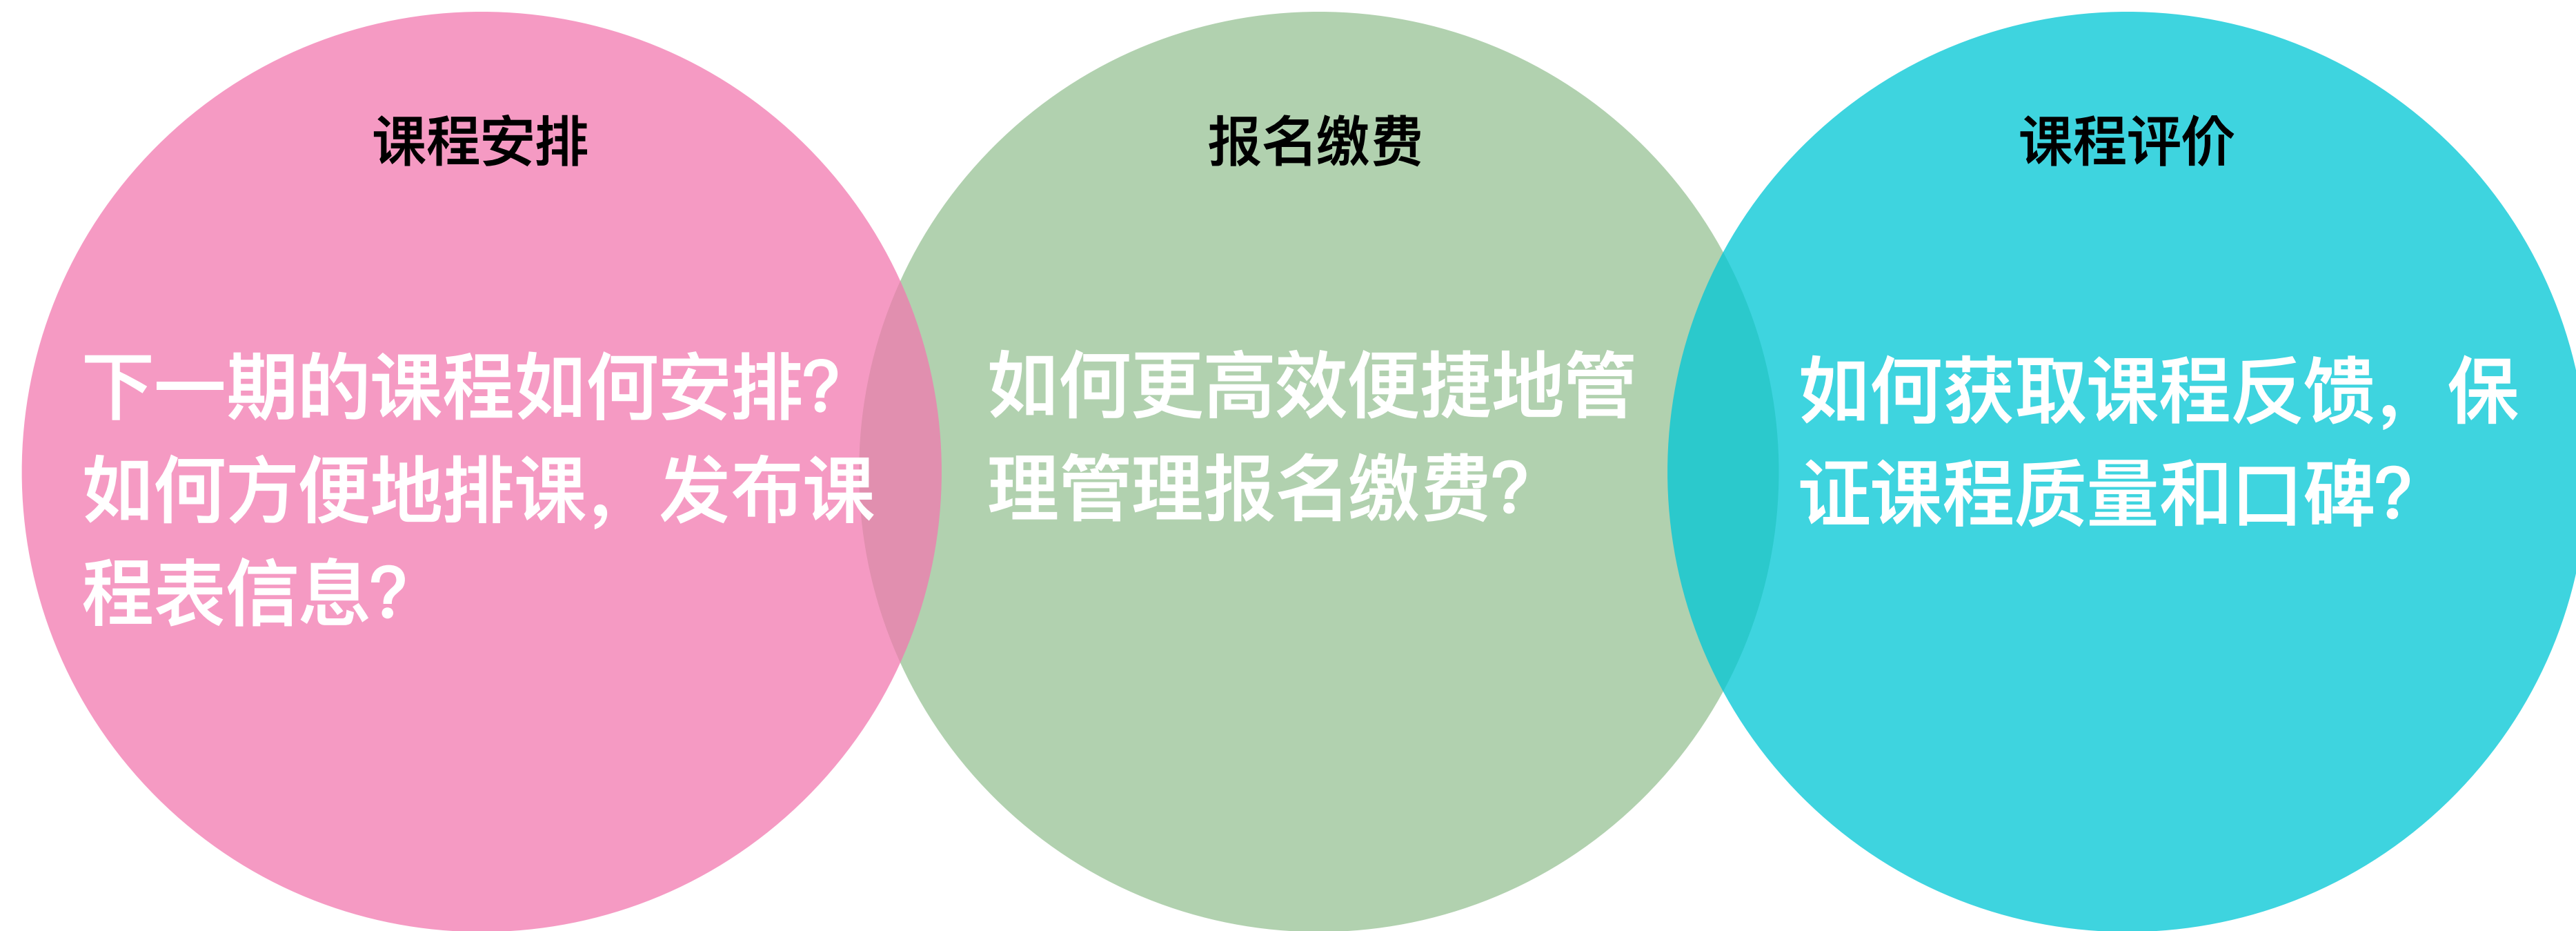 课程安排
下一期的课程如何安排？
如何方便地排课，发布课
程表信息？
报名缴费
如何更高效便捷地管
理管理报名缴费？
课程评价
如何获取课程反馈，保
证课程质量和口碑？